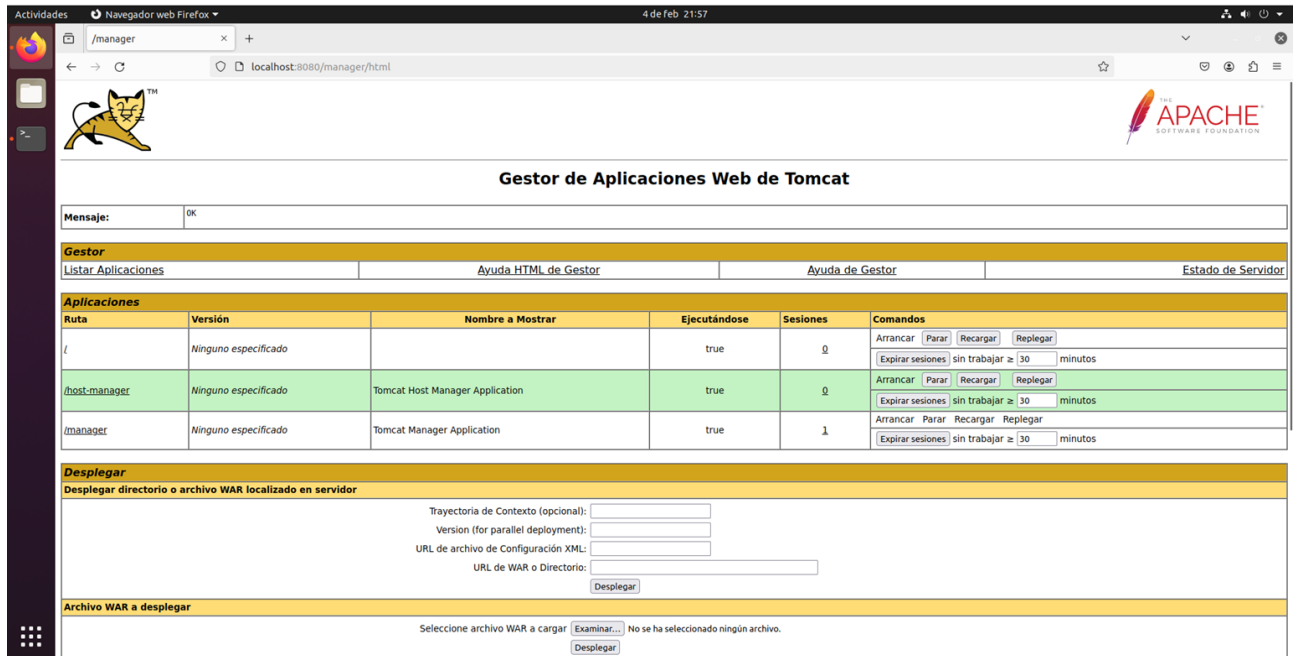 Actividades Navegador web Firefox 4 de feb 21:57
/manager
localhost:8080/manager/html
TM
THE
APACHE
SOFTWARE FOUNDATION
Gestor de Aplicaciones Web de Tomcat
Mensaje: OK
Gestor
Listar Aplicaciones Ayuda HTML de Gestor Ayuda de Gestor Estado de Servidor
Aplicaciones
Ruta Versión Nombre a Mostrar Ejecutándose Sesiones Comandos
/ Ninguno especificado true 0 Arrancar Parar Recargar Replegar
Expirar sesiones sin trabajar ≥ 30 minutos
/host-manager Ninguno especificado Tomcat Host Manager Application true 0 Arrancar Parar Recargar Replegar
Expirar sesiones sin trabajar ≥ 30 minutos
/manager Ninguno especificado Tomcat Manager Application true 1 Arrancar Parar Recargar Replegar
Expirar sesiones sin trabajar ≥ 30 minutos
Desplegar
Desplegar directorio o archivo WAR localizado en servidor
Trayectoria de Contexto (opcional):
Version (for parallel deployment):
URL de archivo de Configuración XML:
URL de WAR o Directorio:
Desplegar
Archivo WAR a desplegar
Seleccione archivo WAR a cargar Examinar... No se ha seleccionado ningún archivo.
Desplegar